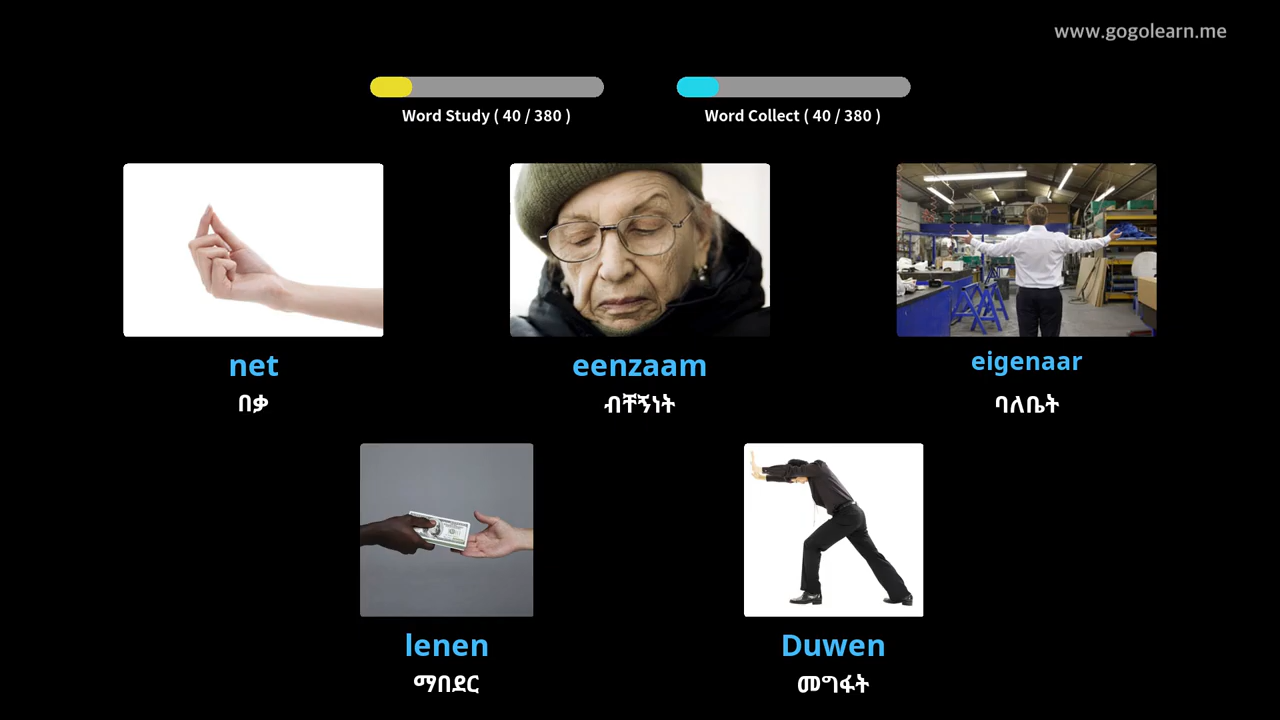 www.gogolearn.me
Word Study ( 40 / 380 )
Word Collect ( 40 / 380 )
net
eenzaam
eigenaar
በቃ
ብቸኝነት
ባለቤት
lenen
Duwen
ማበደር
መግፋት